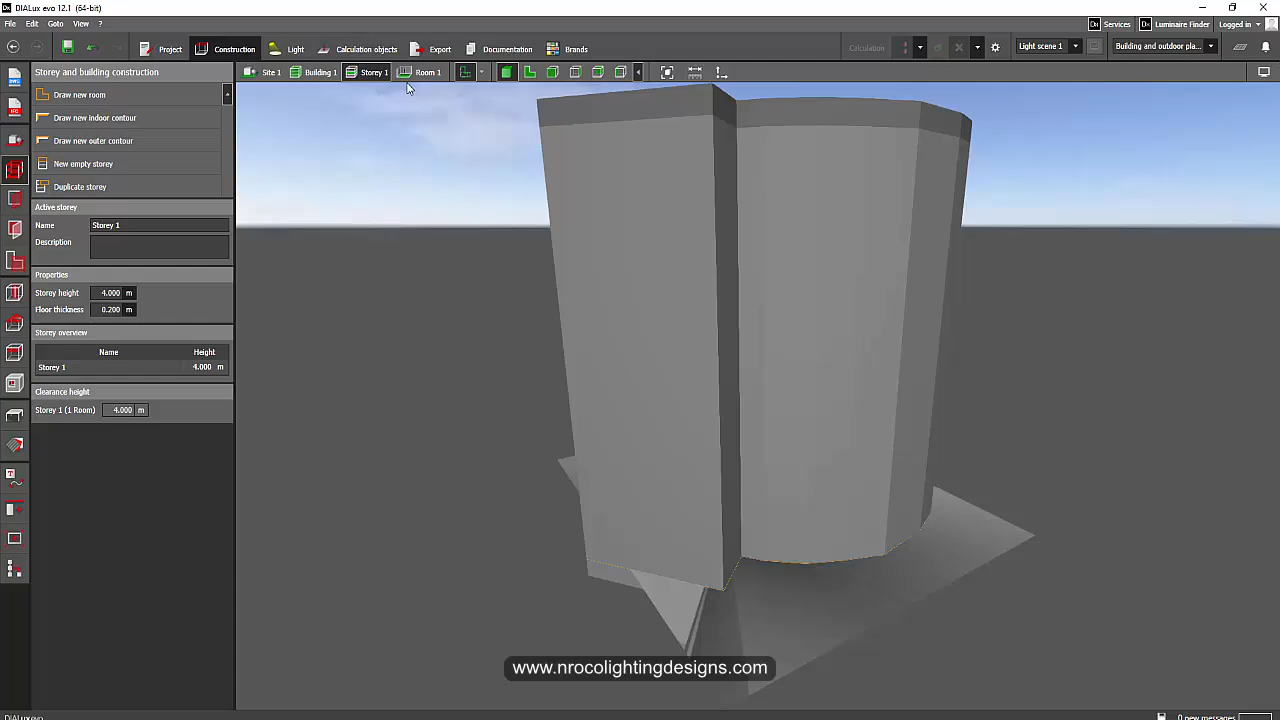 DIALux evo 12.1 (64-bit)
File Edit Goto View ?
Services Luminaire Finder Logged in
Project Construction Light Calculation objects Export Documentation Brands
Calculation Light scene 1 Building and outdoor pla...
Storey and building construction
Site 1 Building 1 Storey 1 Room 1
Draw new room
Draw new indoor contour
Draw new outer contour
New empty storey
Duplicate storey
Active storey
Name Storey 1
Description
Properties
Storey height 4.000 m
Floor thickness 0.200 m
Storey overview
Name Height
Storey 1 4.000 m
Clearance height
Storey 1 (1 Room) 4.000 m
www.nrocolightingdesigns.com
DIALux evo
0 new messages